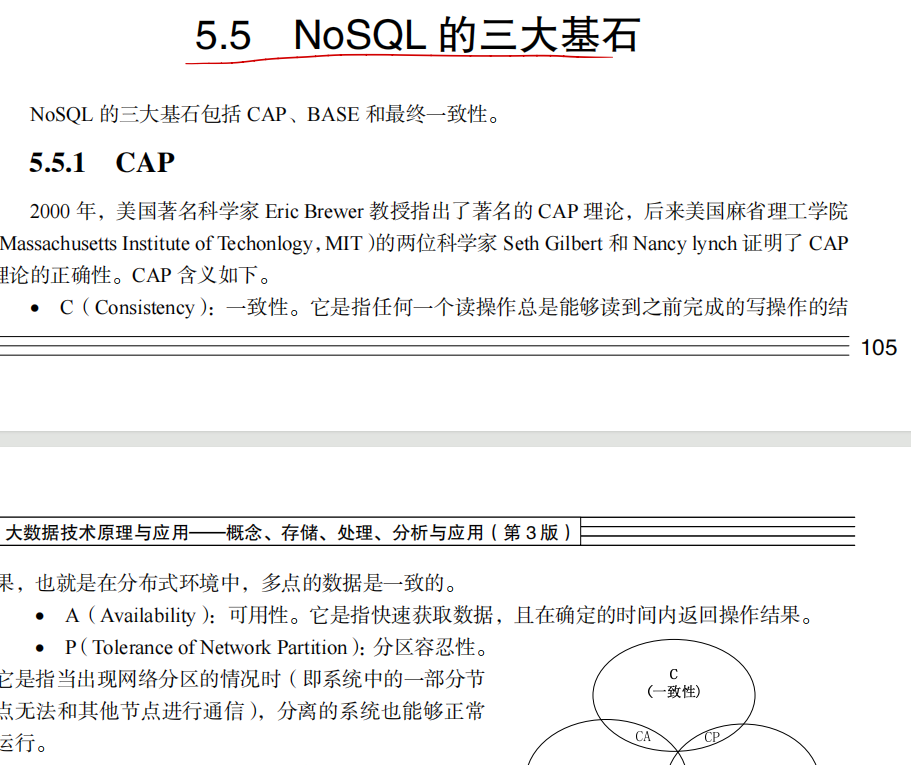 5.5 NoSQL 的三大基石
NoSQL 的三大基石包括 CAP、BASE 和最终一致性。
5.5.1 CAP
2000 年，美国著名科学家 Eric Brewer 教授指出了著名的 CAP 理论，后来美国麻省理工学院
Massachusetts Institute of Techonlogy，MIT）的两位科学家 Seth Gilbert 和 Nancy lynch 证明了 CAP
理论的正确性。CAP 含义如下。
• C（Consistency）：一致性。它是指任何一个读操作总是能够读到之前完成的写操作的结
105
大数据技术原理与应用——概念、存储、处理、分析与应用（第 3 版）
果，也就是在分布式环境中，多点的数据是一致的。
• A（Availability）：可用性。它是指快速获取数据，且在确定的时间内返回操作结果。
• P（Tolerance of Network Partition）：分区容忍性。
它是指当出现网络分区的情况时（即系统中的一部分节
点无法和其他节点进行通信），分离的系统也能够正常
运行。
C
(一致性)
CA
CP